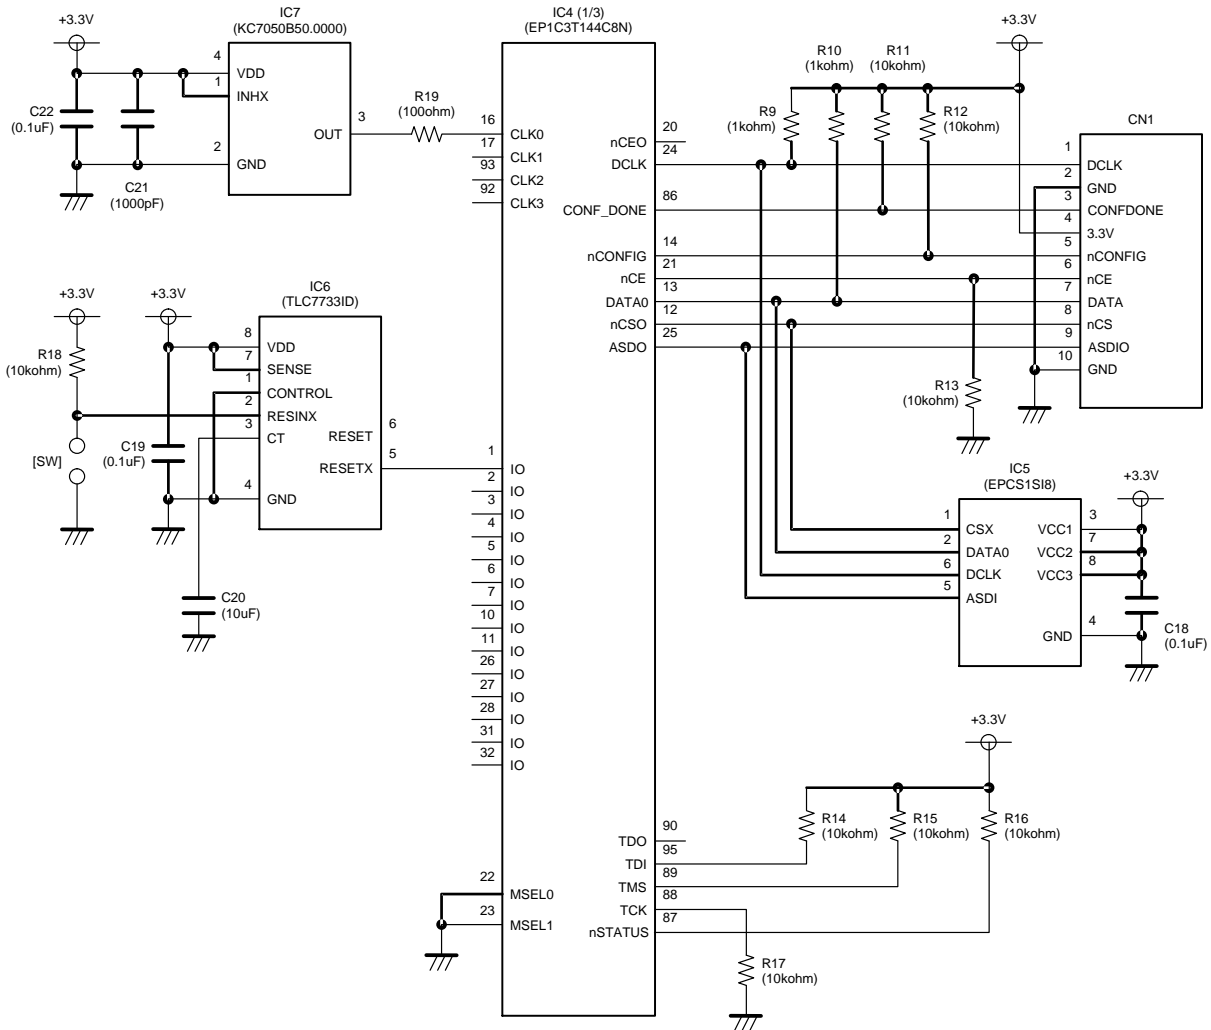 +3.3V
IC7
(KC7050B50.0000)
4
VDD
1
INHX
C22
(0.1uF)
3
OUT
2
GND
C21
(1000pF)
R19
(100ohm)
IC4 (1/3)
(EP1C3T144C8N)
16
CLK0
17
CLK1
93
CLK2
92
CLK3
20
nCEO
24
DCLK
86
CONF_DONE
14
nCONFIG
21
nCE
13
DATA0
12
nCSO
25
ASDO
R10
(1kohm)
R11
(10kohm)
+3.3V
R9
(1kohm)
R12
(10kohm)
CN1
1
DCLK
2
GND
3
CONFDONE
4
3.3V
5
nCONFIG
6
nCE
7
DATA
8
nCS
9
ASDIO
10
GND
R13
(10kohm)
+3.3V
+3.3V
IC6
(TLC7733ID)
R18
(10kohm)
8
VDD
7
SENSE
1
CONTROL
2
RESINX
3
CT
6
RESET
5
RESETX
4
GND
[SW]
C19
(0.1uF)
C20
(10uF)
1
IO
2
IO
3
IO
4
IO
5
IO
6
IO
7
IO
10
IO
11
IO
26
IO
27
IO
28
IO
31
IO
32
IO
IC5
(EPCS1SI8)
+3.3V
1
CSX
2
DATA0
6
DCLK
5
ASDI
3
VCC1
7
VCC2
8
VCC3
4
GND
C18
(0.1uF)
+3.3V
R14
(10kohm)
R15
(10kohm)
R16
(10kohm)
90
TDO
95
TDI
89
TMS
88
TCK
87
nSTATUS
22
MSEL0
23
MSEL1
R17
(10kohm)